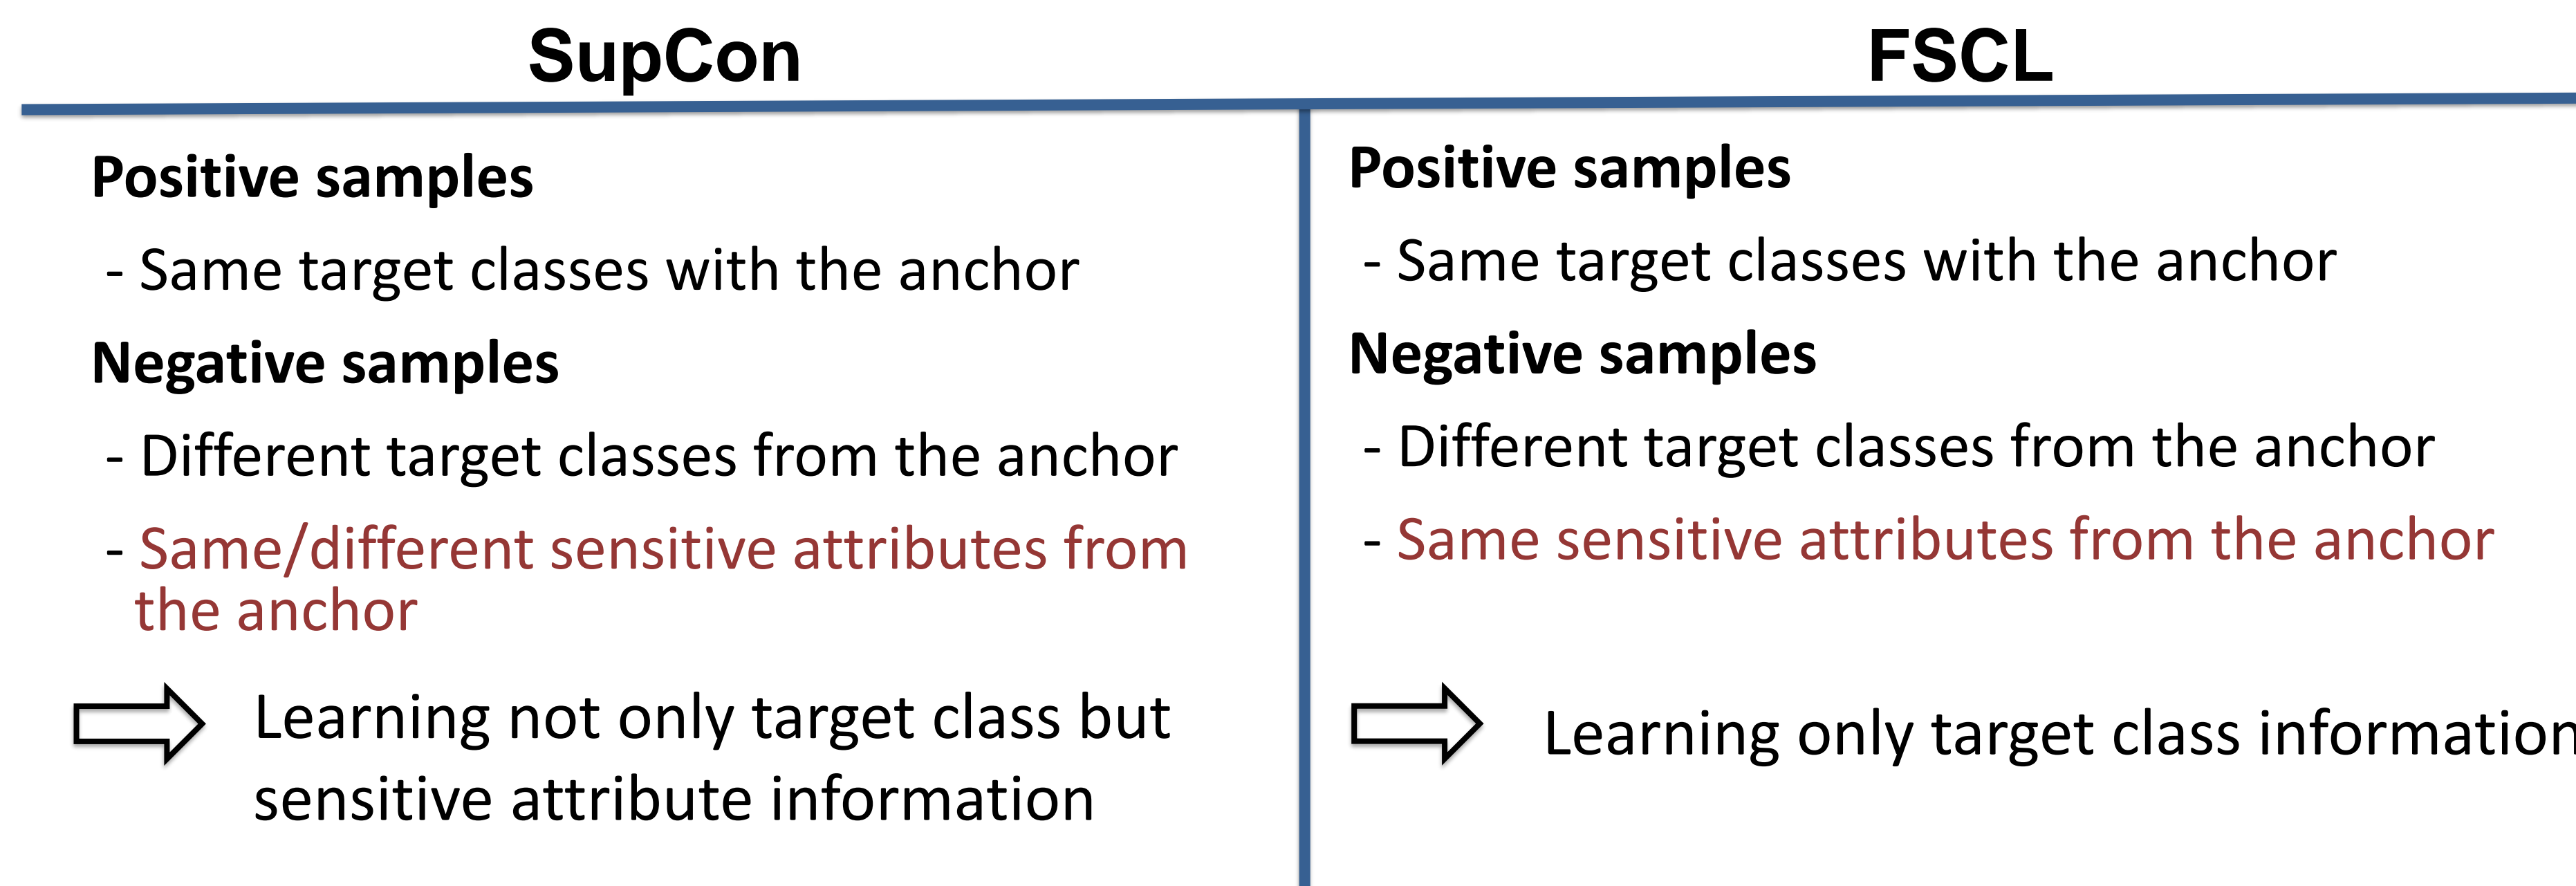 SupCon
Positive samples
- Same target classes with the anchor
Negative samples
- Different target classes from the anchor
- Same/different sensitive attributes from
the anchor
Learning not only target class but
sensitive attribute information
FSCL
Positive samples
- Same target classes with the anchor
Negative samples
- Different target classes from the anchor
- Same sensitive attributes from the anchor
Learning only target class information